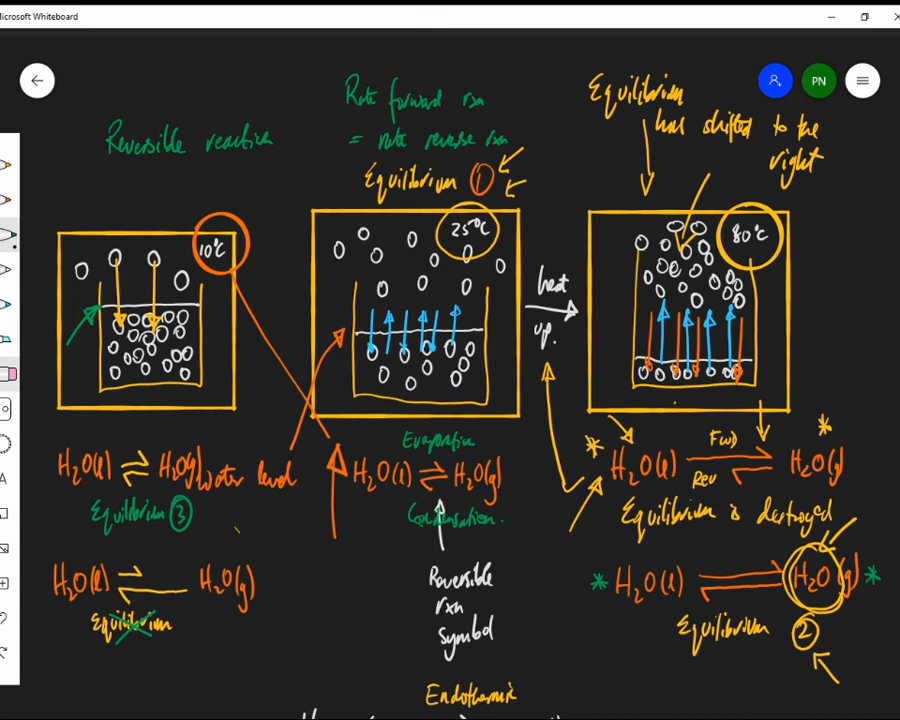 Microsoft Whiteboard
PN
Reversible reaction
Rate forward rxn
= rate reverse rxn
Equilibrium ①
Equilibrium
has shifted to the
right
10°C
25°C
80°C
heat
up.
H₂O(l) ⇌ H₂O(g)
Equilibrium ③
Water level
Evaporation
H₂O(l) ⇌ H₂O(g)
Condensation.
* H₂O(l) Fwd ⇌ Rev H₂O(g) *
Equilibrium is destroyed
H₂O(l) ⇌ H₂O(g)
Equilibrium
Reversible
rxn
symbol
* H₂O(l) ⇌ H₂O(g) *
Equilibrium ②
Endothermic